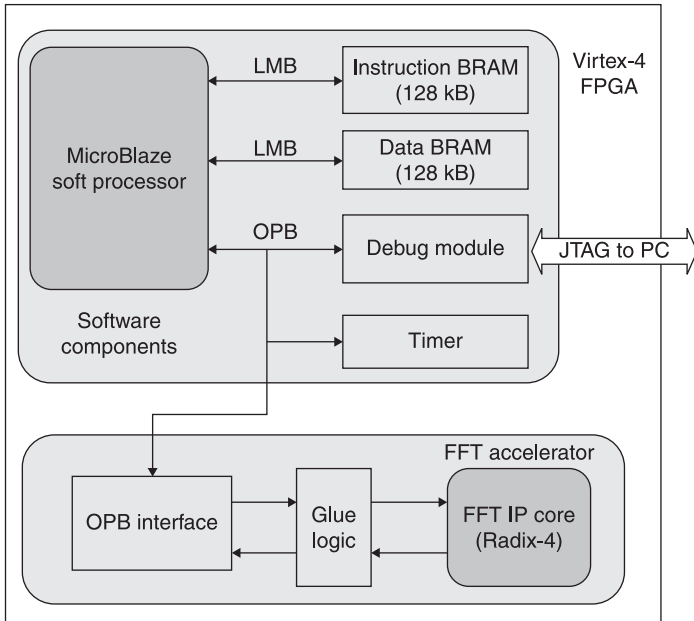 Virtex-4
FPGA
MicroBlaze
soft processor
LMB
Instruction BRAM
(128 kB)
LMB
Data BRAM
(128 kB)
OPB
Debug module
JTAG to PC
Software
components
Timer
FFT accelerator
OPB interface
Glue
logic
FFT IP core
(Radix-4)